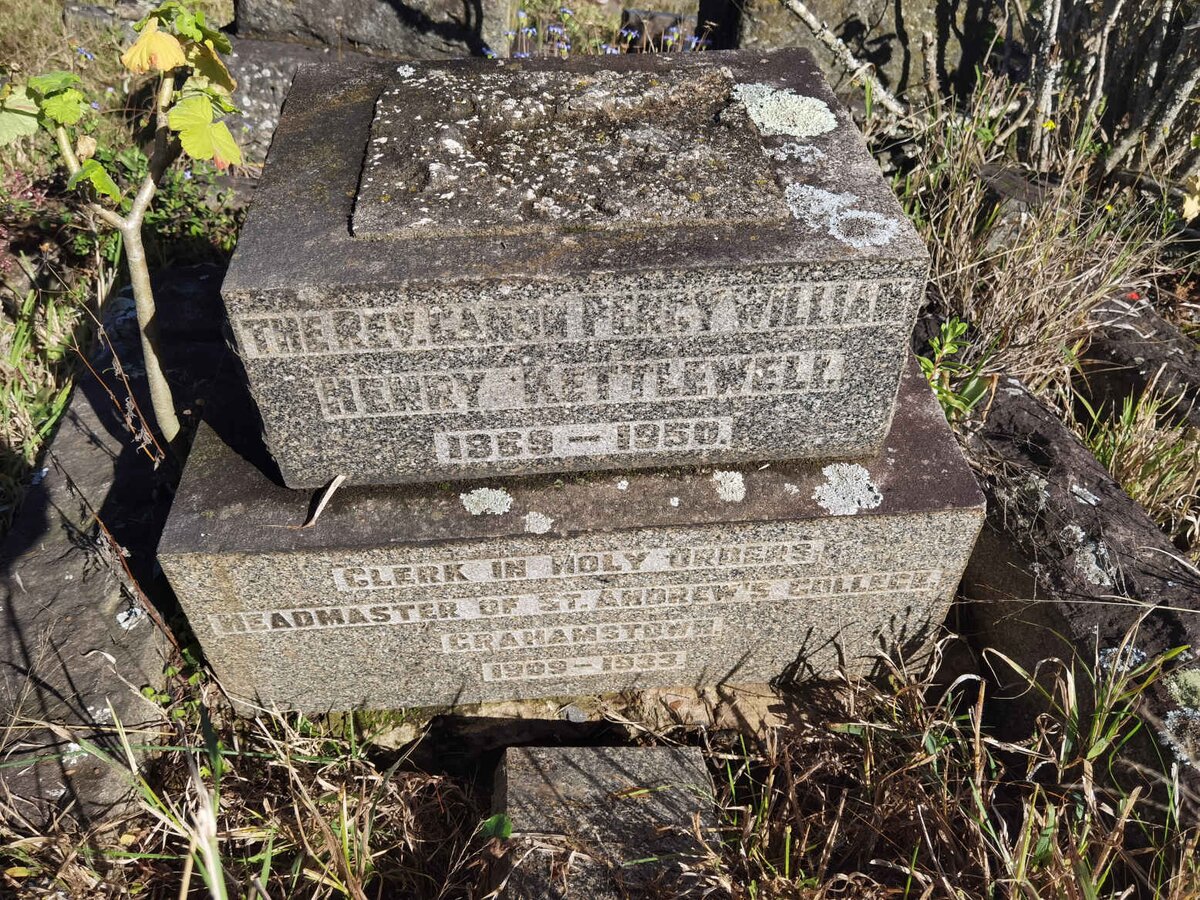 THE REV. CANON PERCY WILLIAM
HENRY KETTLEWELL
1869 — 1950.
CLERK IN HOLY ORDERS
HEADMASTER OF ST. ANDREW'S COLLEGE,
GRAHAMSTOWN.
1909 — 1933